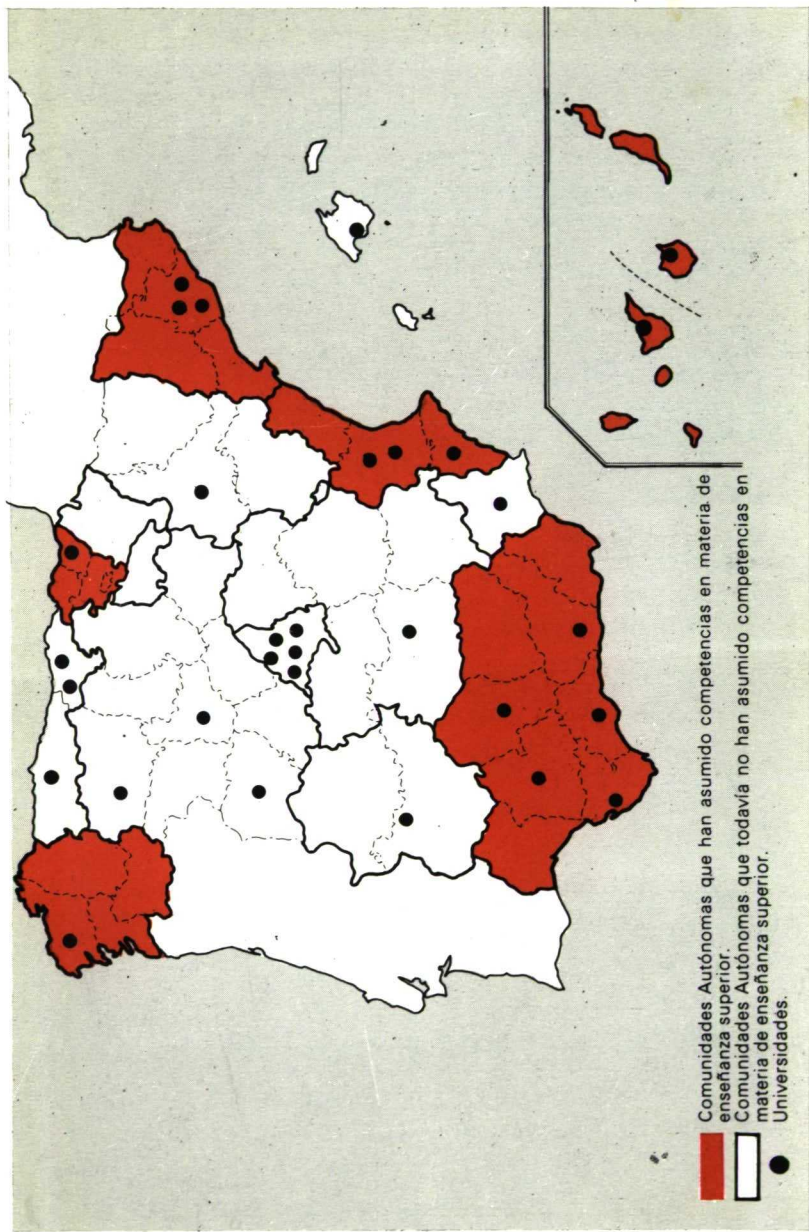 Comunidades Autónomas que han asumido competencias en materia de
enseñanza superior.
Comunidades Autónomas que todavía no han asumido competencias en
materia de enseñanza superior.
Universidades.